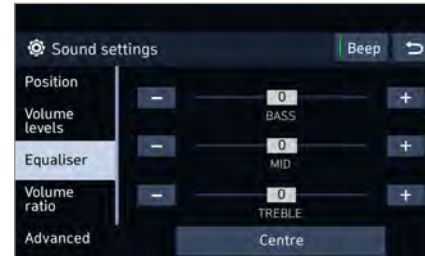 Sound settings
Beep
Position
Volume
levels
Equaliser
Volume
ratio
Advanced
- 0 +
BASS
- 0 +
MID
- 0 +
TREBLE
Centre